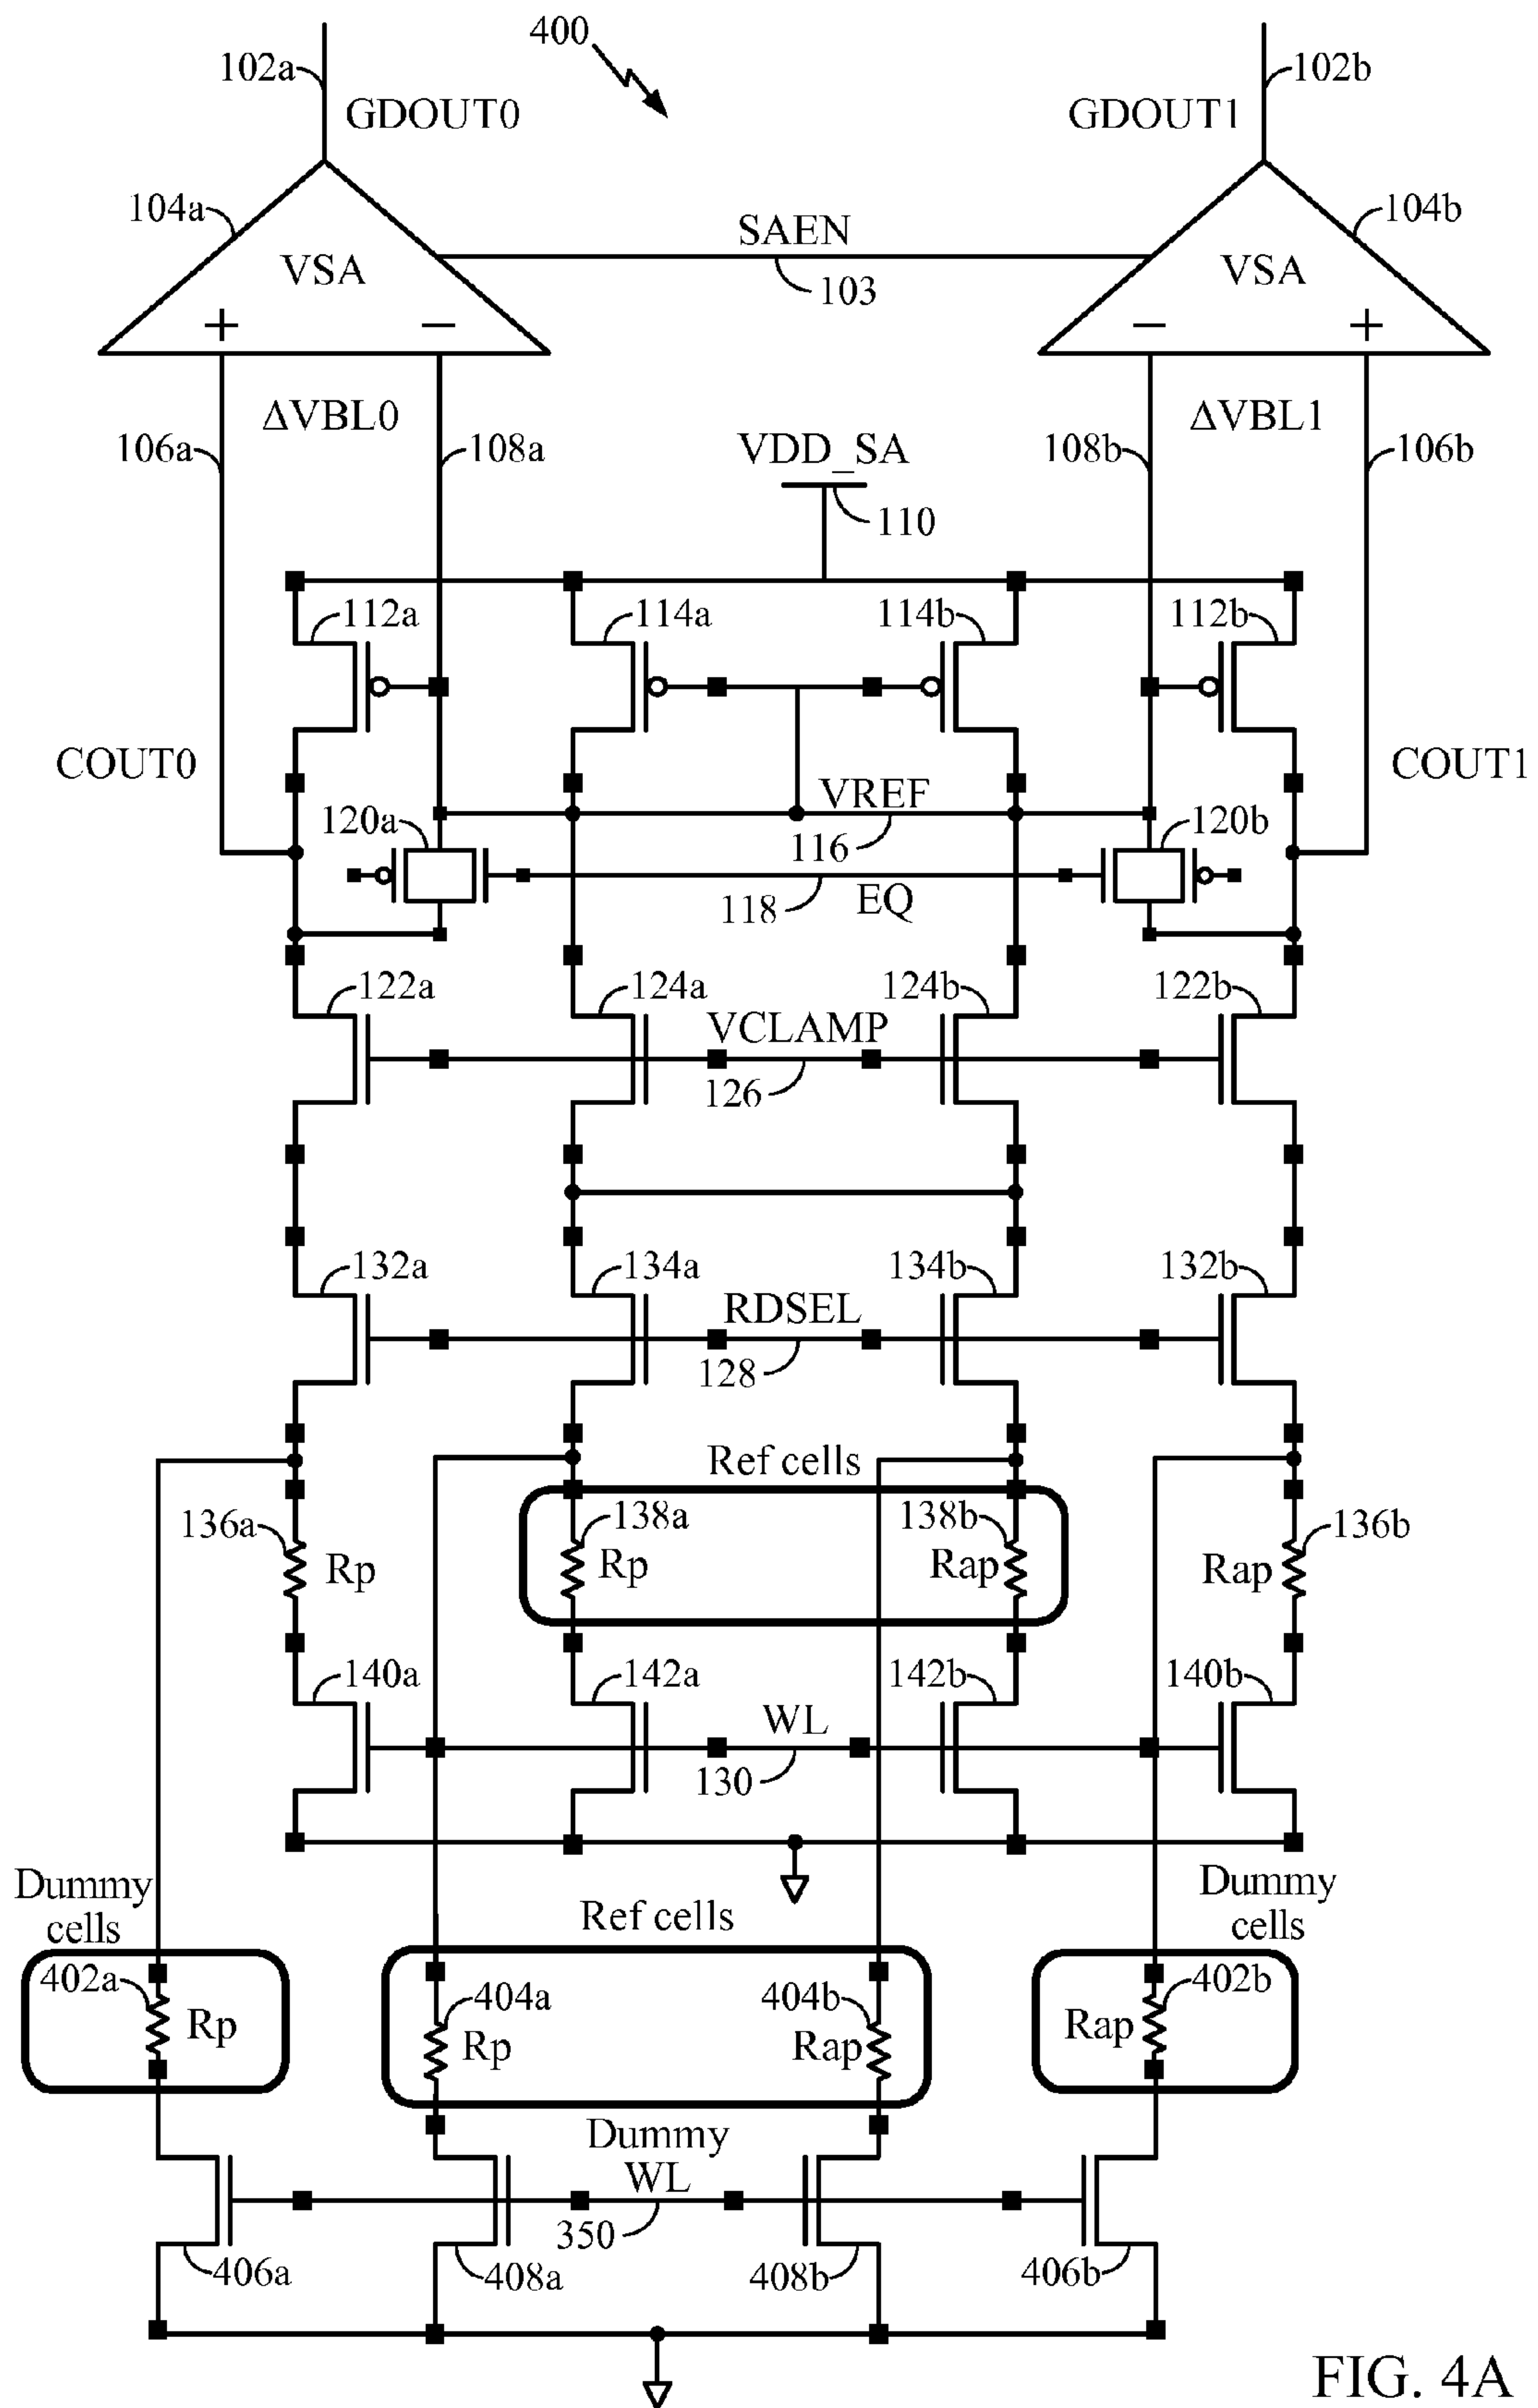 400
102a
102b
GDOUT0
GDOUT1
104a
104b
SAEN
VSA
VSA
103
+
−
−
+
ΔVBL0
ΔVBL1
106a
108a
VDD_SA
108b
106b
110
112a
114a
114b
112b
COUT0
COUT1
VREF
120a
120b
116
EQ
118
122a
124a
124b
122b
VCLAMP
126
132a
134a
134b
132b
RDSEL
128
Ref cells
136a
138a
138b
136b
Rp
Rp
Rap
Rap
140a
142a
142b
140b
WL
130
Dummy
cells
Ref cells
Dummy
cells
402a
404a
404b
402b
Rp
Rp
Rap
Rap
Dummy
WL
350
406a
408a
408b
406b
FIG. 4A